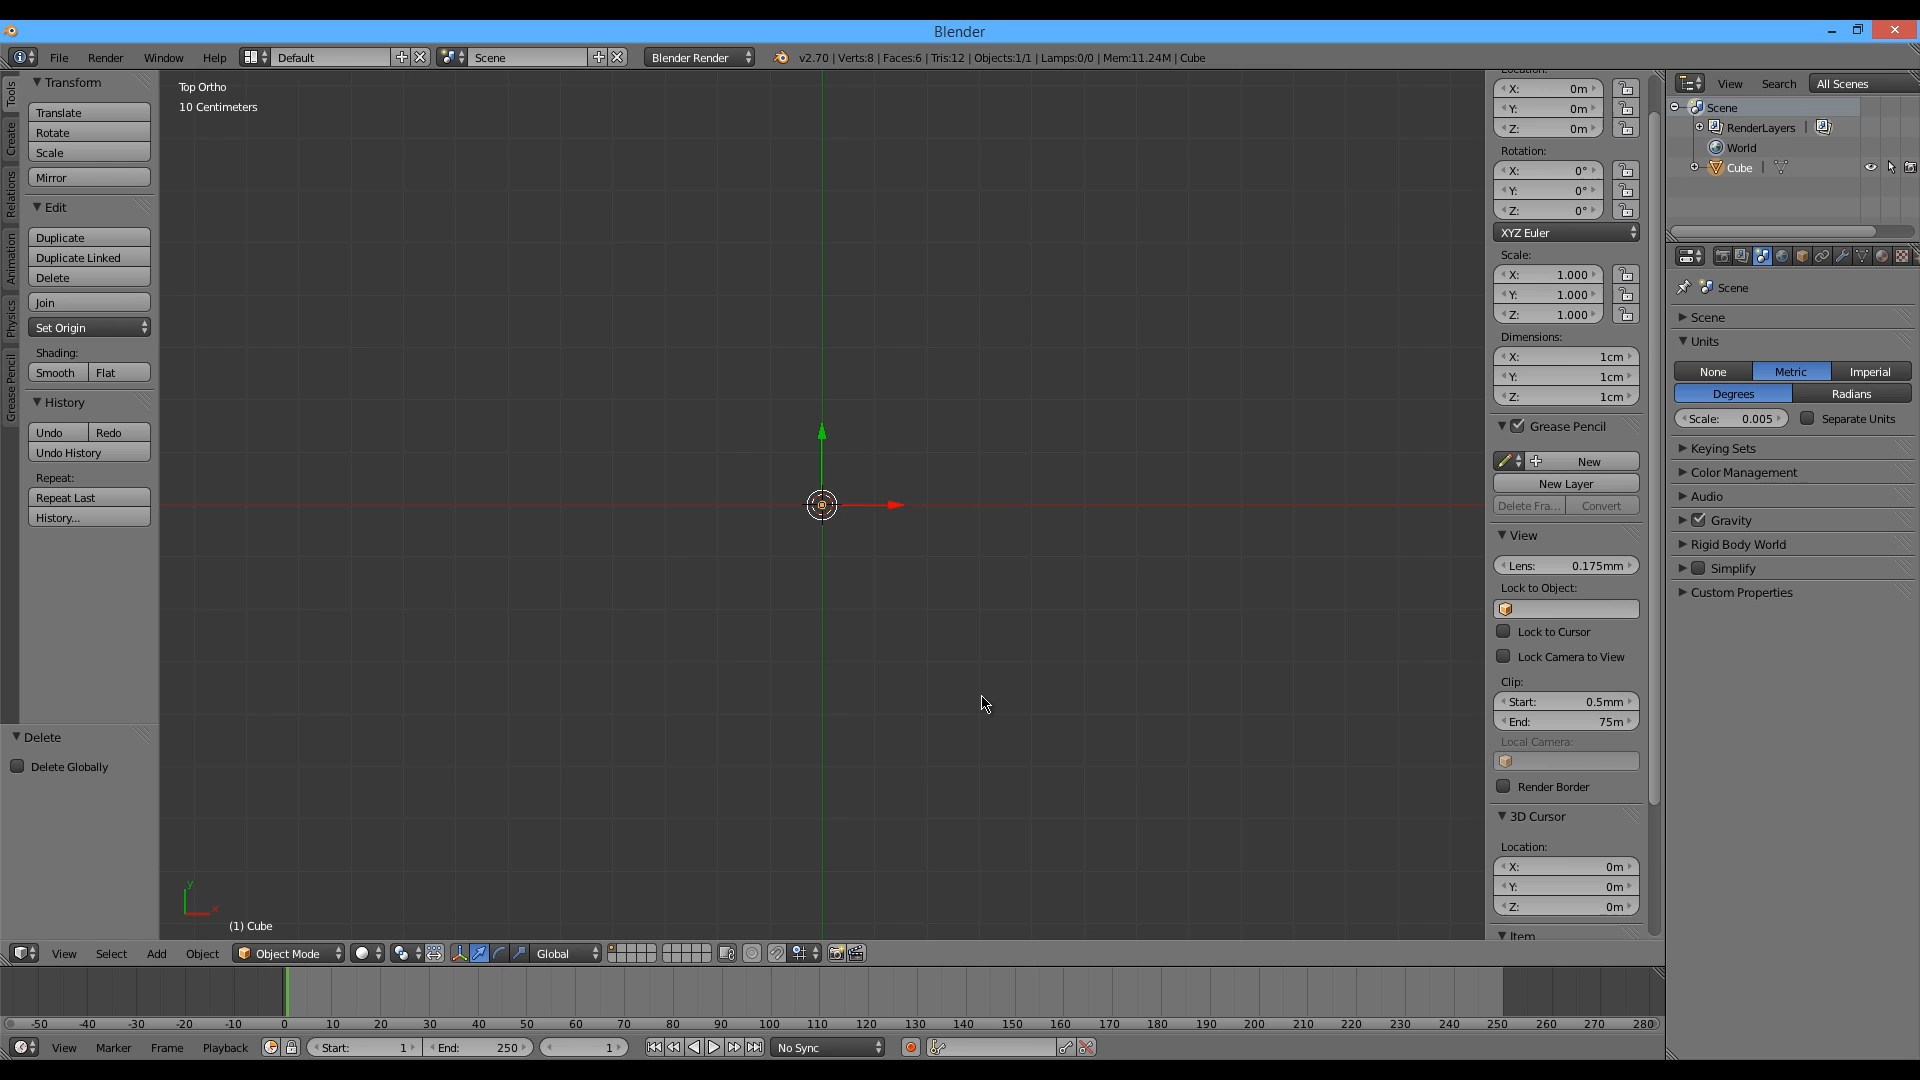 Blender
File Render Window Help Default Scene Blender Render v2.70 | Verts:8 | Faces:6 | Tris:12 | Objects:1/1 | Lamps:0/0 | Mem:11.24M | Cube
Tools
Create
Relations
Animation
Physics
Grease Pencil
Transform
Translate
Rotate
Scale
Mirror
Edit
Duplicate
Duplicate Linked
Delete
Join
Set Origin
Shading:
Smooth Flat
History
Undo Redo
Undo History
Repeat:
Repeat Last
History...
Delete
Delete Globally
Top Ortho
10 Centimeters
y
x
(1) Cube
Location:
X: 0m
Y: 0m
Z: 0m
Rotation:
X: 0°
Y: 0°
Z: 0°
XYZ Euler
Scale:
X: 1.000
Y: 1.000
Z: 1.000
Dimensions:
X: 1cm
Y: 1cm
Z: 1cm
Grease Pencil
New
New Layer
Delete Fra... Convert
View
Lens: 0.175mm
Lock to Object:
Lock to Cursor
Lock Camera to View
Clip:
Start: 0.5mm
End: 75m
Local Camera:
Render Border
3D Cursor
Location:
X: 0m
Y: 0m
Z: 0m
Item
View Search All Scenes
Scene
RenderLayers |
World
Cube |
Scene
Scene
Units
None Metric Imperial
Degrees Radians
Scale: 0.005 Separate Units
Keying Sets
Color Management
Audio
Gravity
Rigid Body World
Simplify
Custom Properties
View Select Add Object Object Mode Global
-50 -40 -30 -20 -10 0 10 20 30 40 50 60 70 80 90 100 110 120 130 140 150 160 170 180 190 200 210 220 230 240 250 260 270 280
View Marker Frame Playback Start: 1 End: 250 1 No Sync